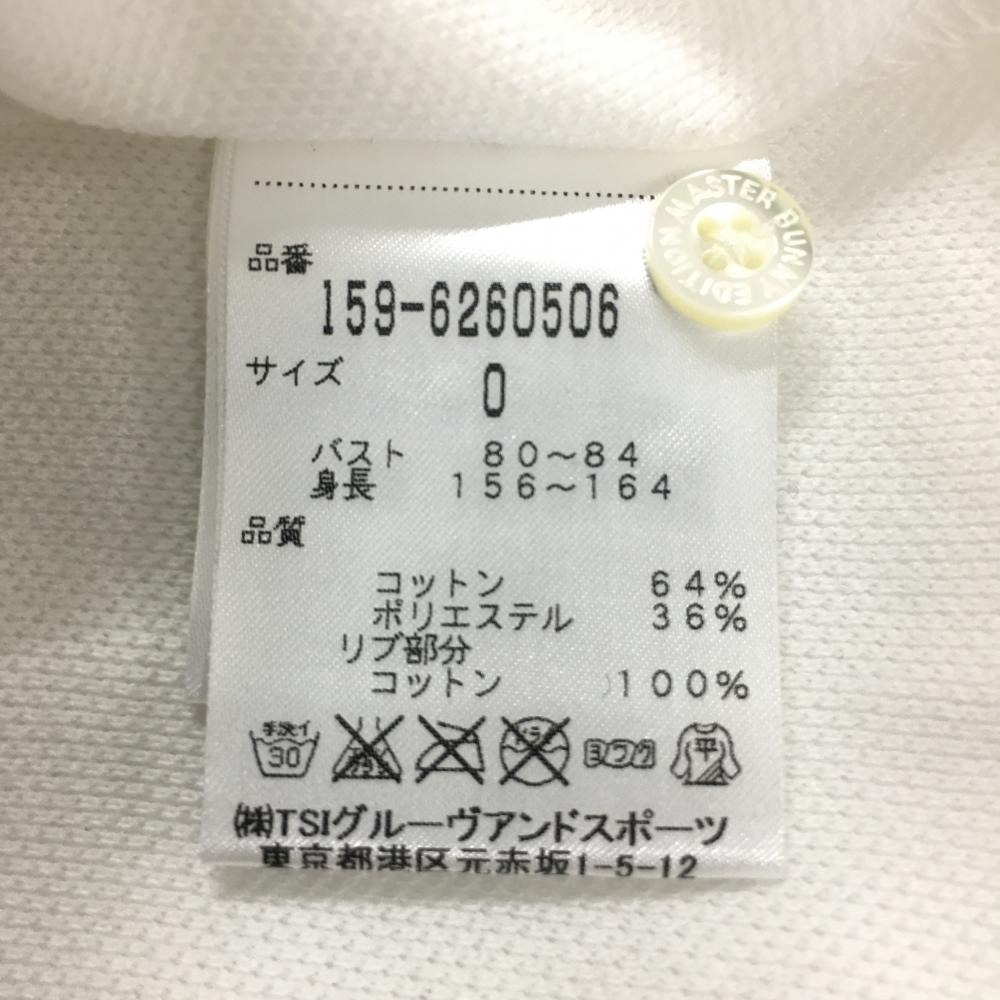 MASTER BUNNY EDITION
品番
159-6260506
サイズ
0
バスト 80～84
身長 156～164
品質
コットン 64%
ポリエステル 36%
リブ部分
コットン 100%
手洗イ
30
ドライ
ヨワク
平
㈱TSIグルーヴアンドスポーツ
東京都港区元赤坂1-5-12